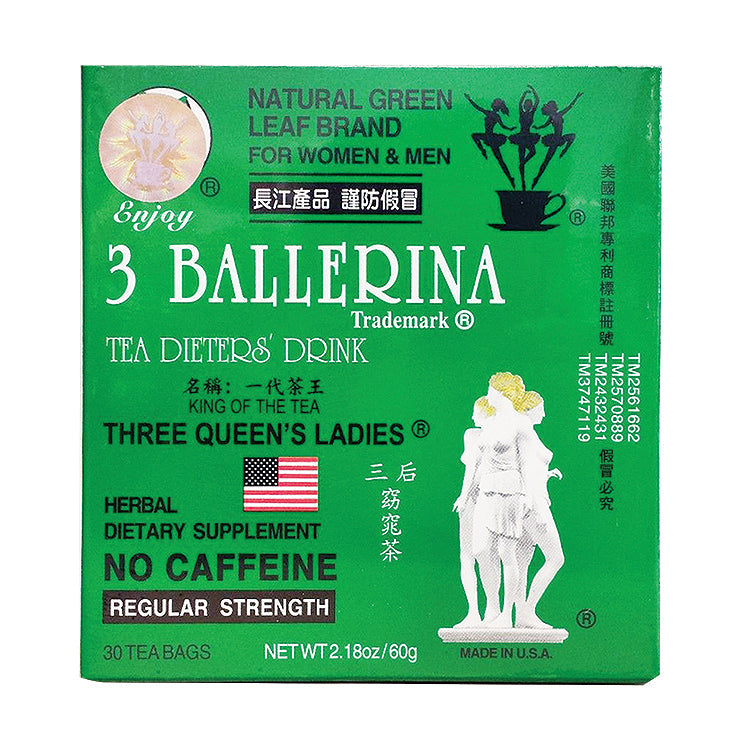 NATURAL GREEN
LEAF BRAND
FOR WOMEN & MEN
長江產品 謹防假冒
®
Enjoy
®
3 BALLERINA
Trademark ®
TEA DIETERS' DRINK
名稱: 一代茶王
KING OF THE TEA
THREE QUEEN'S LADIES ®
三后
窈窕茶
HERBAL
DIETARY SUPPLEMENT
NO CAFFEINE
REGULAR STRENGTH
30 TEA BAGS
NET WT 2.18oz/60g
®
MADE IN U.S.A.
美國聯邦專利商標註冊號
TM2561662
TM2570889
TM2432431
TM3747119
假冒必究